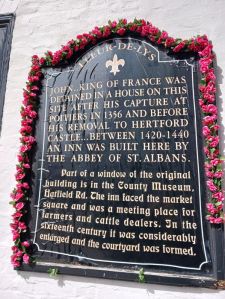 FLEUR-DE-LYS
JOHN, KING OF FRANCE WAS
DETAINED IN A HOUSE ON THIS
SITE AFTER HIS CAPTURE AT
POITIERS IN 1356 AND BEFORE
HIS REMOVAL TO HERTFORD
CASTLE...BETWEEN 1420-1440
AN INN WAS BUILT HERE BY
THE ABBEY OF ST. ALBANS.
Part of a window of the original
building is in the County Museum,
Hatfield Rd. The inn faced the market
square and was a meeting place for
farmers and cattle dealers. In the
sixteenth century it was considerably
enlarged and the courtyard was formed.